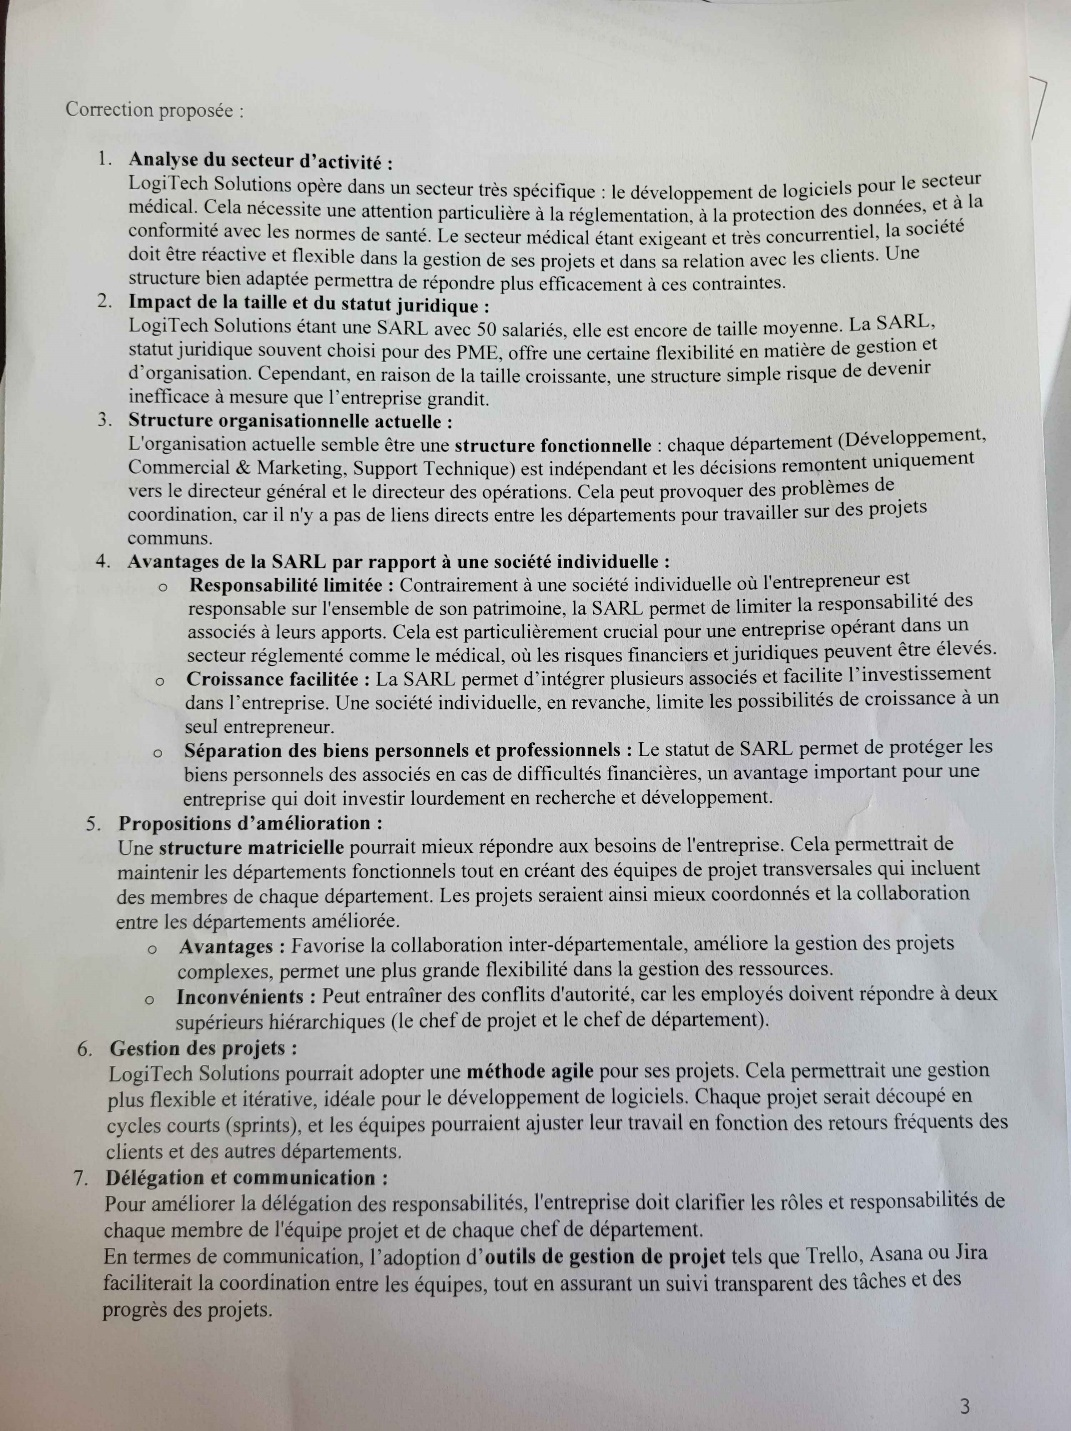 Correction proposée :
1. Analyse du secteur d'activité :
LogiTech Solutions opère dans un secteur très spécifique : le développement de logiciels pour le secteur
médical. Cela nécessite une attention particulière à la réglementation, à la protection des données, et à la
conformité avec les normes de santé. Le secteur médical étant exigeant et très concurrentiel, la société
doit être réactive et flexible dans la gestion de ses projets et dans sa relation avec les clients. Une
structure bien adaptée permettra de répondre plus efficacement à ces contraintes.
2. Impact de la taille et du statut juridique :
LogiTech Solutions étant une SARL avec 50 salariés, elle est encore de taille moyenne. La SARL,
statut juridique souvent choisi pour des PME, offre une certaine flexibilité en matière de gestion et
d'organisation. Cependant, en raison de la taille croissante, une structure simple risque de devenir
inefficace à mesure que l'entreprise grandit.
3. Structure organisationnelle actuelle :
L'organisation actuelle semble être une structure fonctionnelle : chaque département (Développement,
Commercial & Marketing, Support Technique) est indépendant et les décisions remontent uniquement
vers le directeur général et le directeur des opérations. Cela peut provoquer des problèmes de
coordination, car il n'y a pas de liens directs entre les départements pour travailler sur des projets
communs.
4. Avantages de la SARL par rapport à une société individuelle :
o Responsabilité limitée : Contrairement à une société individuelle où l'entrepreneur est
responsable sur l'ensemble de son patrimoine, la SARL permet de limiter la responsabilité des
associés à leurs apports. Cela est particulièrement crucial pour une entreprise opérant dans un
secteur réglementé comme le médical, où les risques financiers et juridiques peuvent être élevés.
o Croissance facilitée : La SARL permet d'intégrer plusieurs associés et facilite l'investissement
dans l'entreprise. Une société individuelle, en revanche, limite les possibilités de croissance à un
seul entrepreneur.
o Séparation des biens personnels et professionnels : Le statut de SARL permet de protéger les
biens personnels des associés en cas de difficultés financières, un avantage important pour une
entreprise qui doit investir lourdement en recherche et développement.
5. Propositions d'amélioration :
Une structure matricielle pourrait mieux répondre aux besoins de l'entreprise. Cela permettrait de
maintenir les départements fonctionnels tout en créant des équipes de projet transversales qui incluent
des membres de chaque département. Les projets seraient ainsi mieux coordonnés et la collaboration
entre les départements améliorée.
o Avantages : Favorise la collaboration inter-départementale, améliore la gestion des projets
complexes, permet une plus grande flexibilité dans la gestion des ressources.
o Inconvénients : Peut entraîner des conflits d'autorité, car les employés doivent répondre à deux
supérieurs hiérarchiques (le chef de projet et le chef de département).
6. Gestion des projets :
LogiTech Solutions pourrait adopter une méthode agile pour ses projets. Cela permettrait une gestion
plus flexible et itérative, idéale pour le développement de logiciels. Chaque projet serait découpé en
cycles courts (sprints), et les équipes pourraient ajuster leur travail en fonction des retours fréquents des
clients et des autres départements.
7. Délégation et communication :
Pour améliorer la délégation des responsabilités, l'entreprise doit clarifier les rôles et responsabilités de
chaque membre de l'équipe projet et de chaque chef de département.
En termes de communication, l'adoption d'outils de gestion de projet tels que Trello, Asana ou Jira
faciliterait la coordination entre les équipes, tout en assurant un suivi transparent des tâches et des
progrès des projets.
3